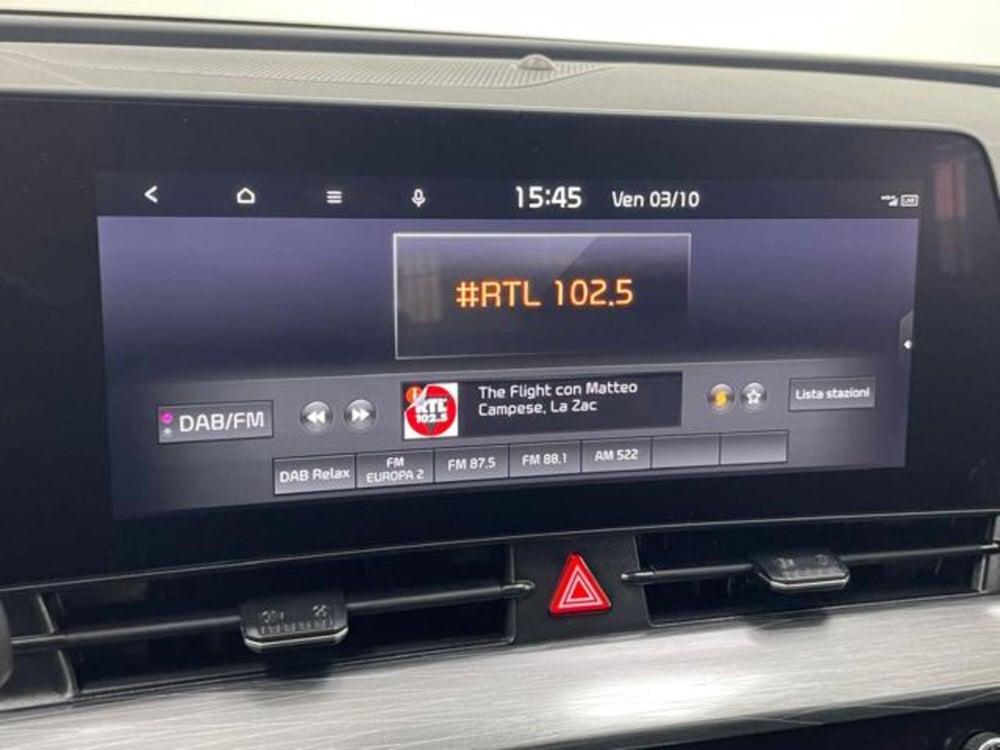 15:45 Ven 03/10
#RTL 102.5
DAB/FM
RTL
102.5
The Flight con Matteo
Campese, La Zac
Lista stazioni
DAB Relax
FM
EUROPA 2
FM 87.5
FM 88.1
AM 522